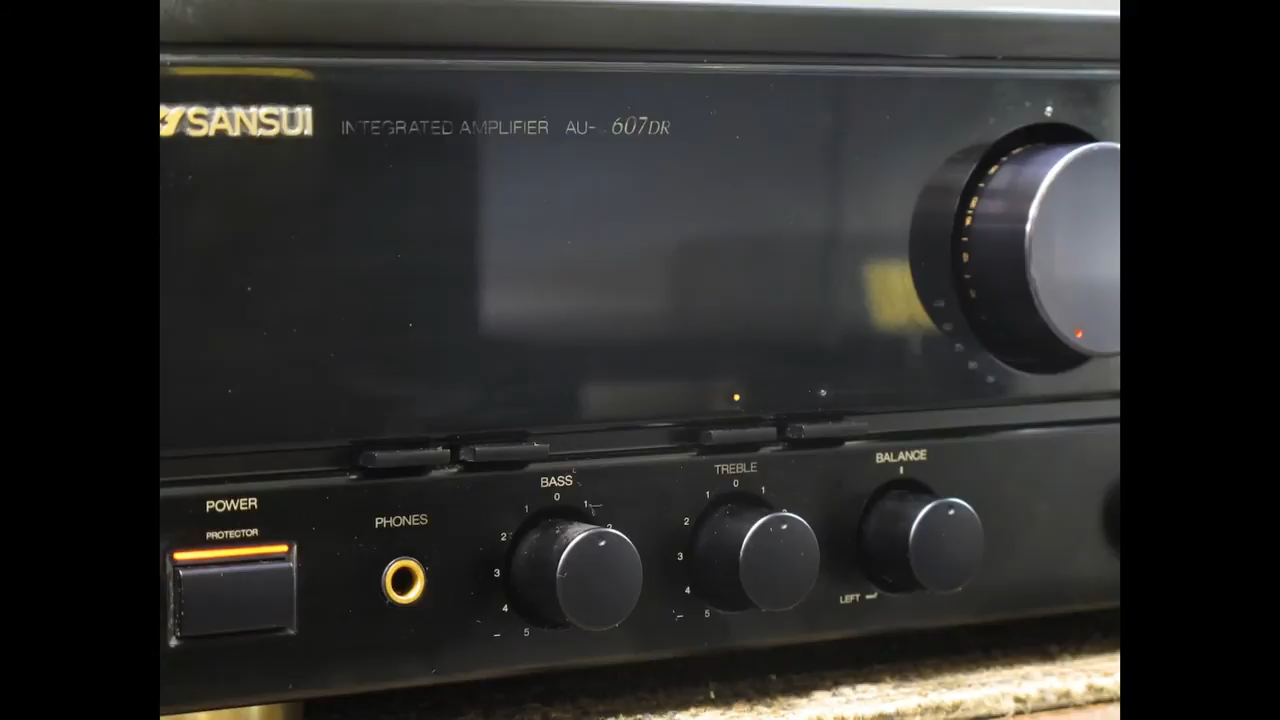 SANSUI INTEGRATED AMPLIFIER AU- 607DR
POWER
PROTECTOR
PHONES
BASS
0
1 1
2 2
3
4
– 5
TREBLE
0
1 1
2
3
4
– 5
BALANCE
LEFT